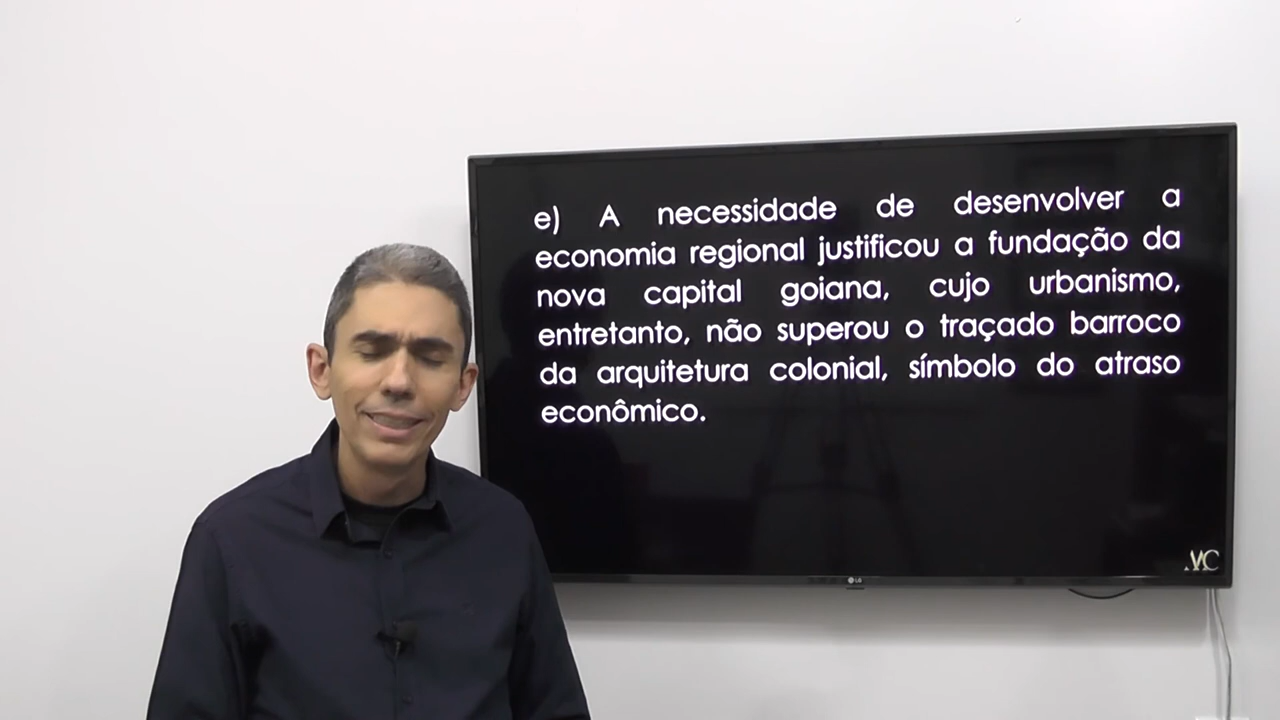 e) A necessidade de desenvolver a
economia regional justificou a fundação da
nova capital goiana, cujo urbanismo,
entretanto, não superou o traçado barroco
da arquitetura colonial, símbolo do atraso
econômico.
MC
LG